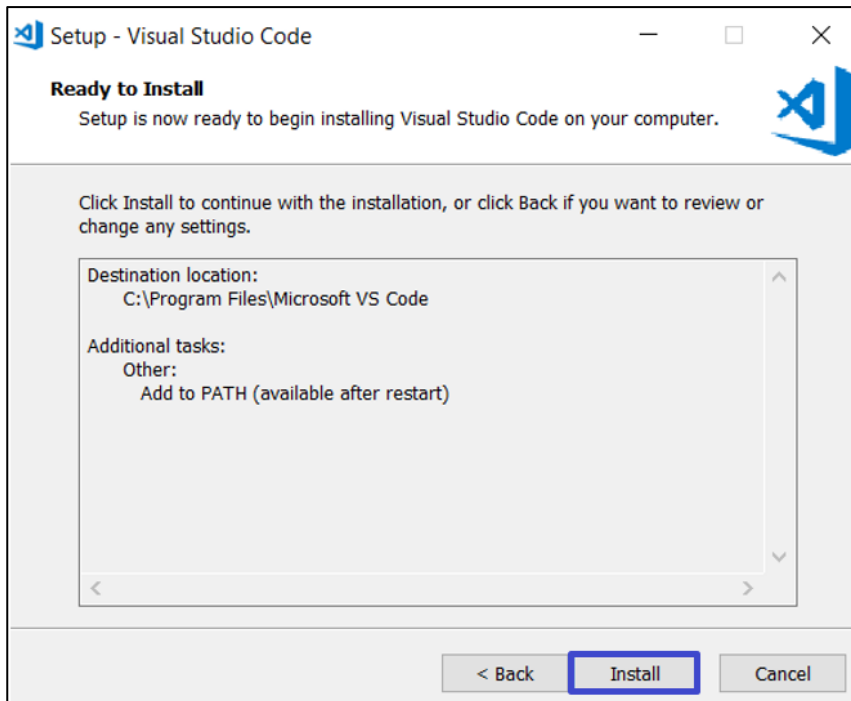 Setup - Visual Studio Code
Ready to Install
Setup is now ready to begin installing Visual Studio Code on your computer.
Click Install to continue with the installation, or click Back if you want to review or
change any settings.
Destination location:
C:\Program Files\Microsoft VS Code
Additional tasks:
Other:
Add to PATH (available after restart)
< Back Install Cancel